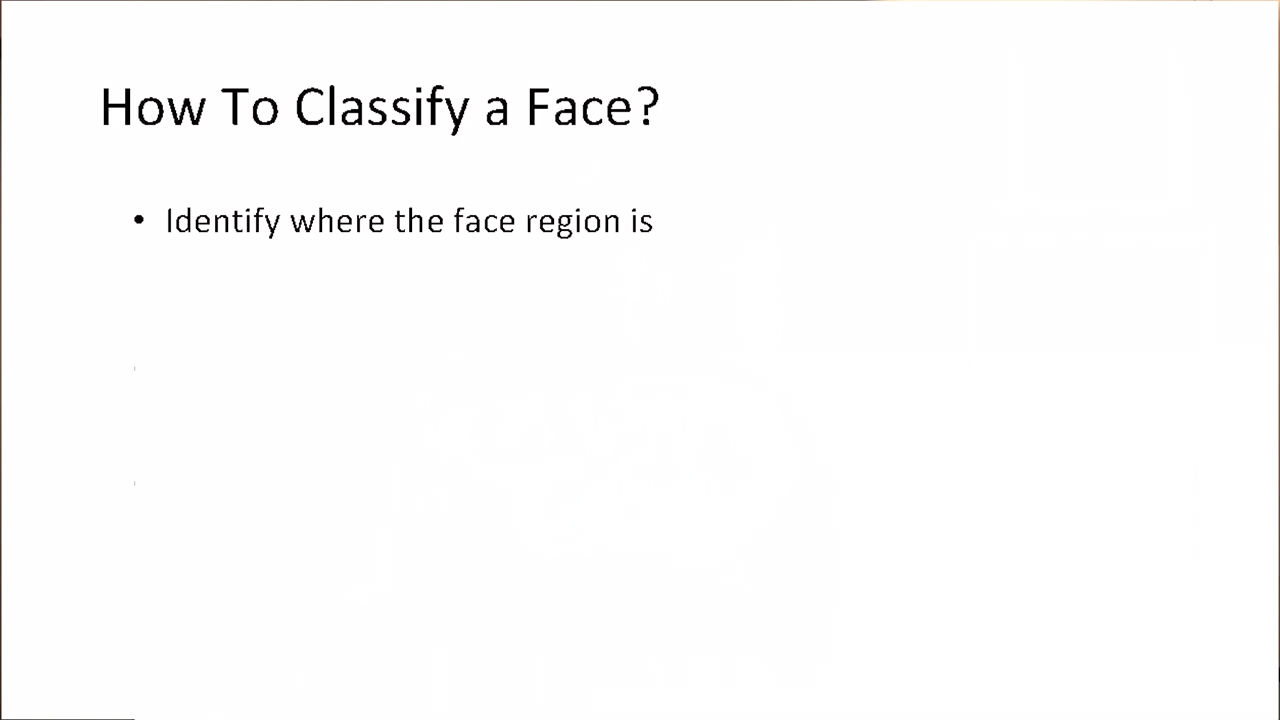 How To Classify a Face?
• Identify where the face region is